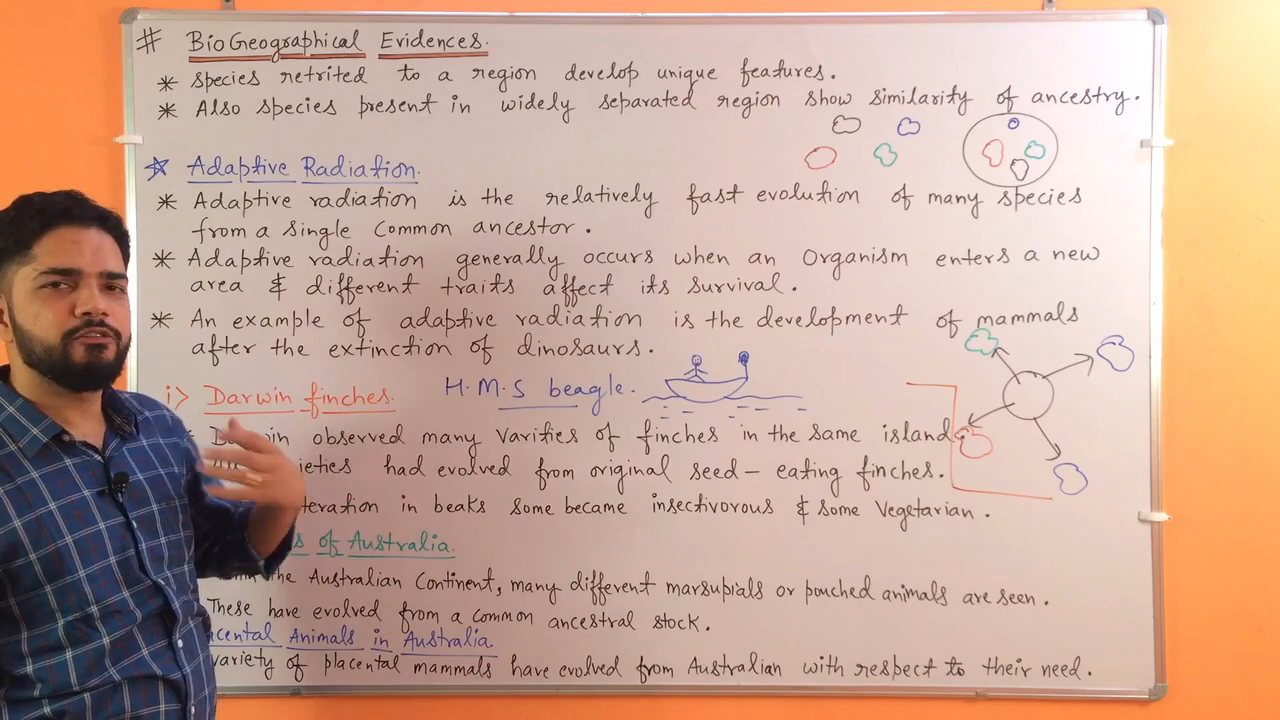 # BioGeographical Evidences.
* species retrited to a region develop unique features.
* Also species present in widely separated region show similarity of ancestry.
☆ Adaptive Radiation.
* Adaptive radiation is the relatively fast evolution of many species
from a single common ancestor.
* Adaptive radiation generally occurs when an Organism enters a new
area & different traits affect its survival.
* An example of adaptive radiation is the development of mammals
after the extinction of dinosaurs.
i> Darwin finches. H.M.S beagle.
observed many Varifies of finches in the same island.
had evolved from original seed-eating finches.
in beaks some became insectivorous & some Vegetarian.
of Australia.
the Australian Continent, many different marsupials or pouched animals are seen.
These have evolved from a common ancestral stock.
Animals in Australia.
variety of placental mammals have evolved from Australian with respect to their need.